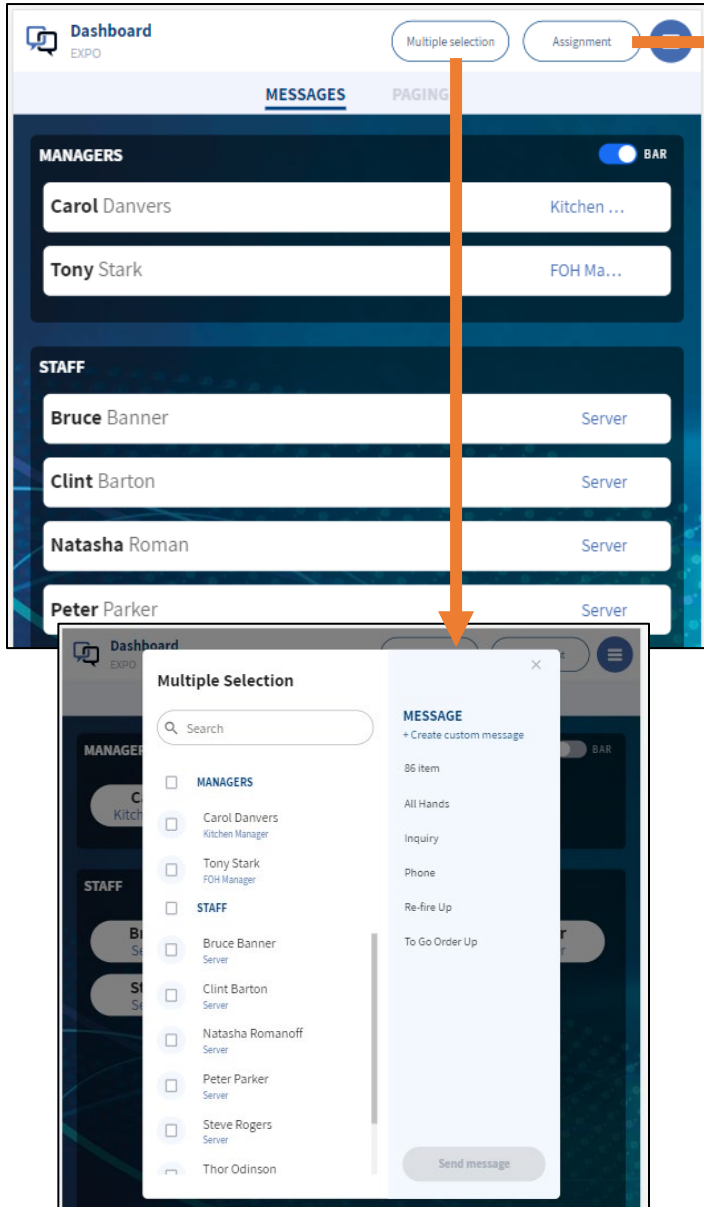 Dashboard
EXPO
Multiple selection
Assignment
MESSAGES
PAGING
MANAGERS
BAR
Carol Danvers
Kitchen ...
Tony Stark
FOH Ma...
STAFF
Bruce Banner
Server
Clint Barton
Server
Natasha Roman
Server
Peter Parker
Server
Dashboard
EXPO
MANAGER
BAR
STAFF
Multiple Selection
Search
MANAGERS
Carol Danvers
Kitchen Manager
Tony Stark
FOH Manager
STAFF
Bruce Banner
Server
Clint Barton
Server
Natasha Romanoff
Server
Peter Parker
Server
Steve Rogers
Server
Thor Odinson
MESSAGE
+ Create custom message
86 item
All Hands
Inquiry
Phone
Re-fire Up
To Go Order Up
Send message